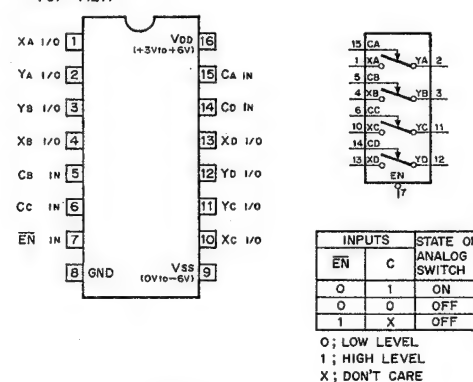 XA I/O 1
YA I/O 2
YB I/O 3
XB I/O 4
CB IN 5
CC IN 6
EN IN 7
8 GND
VDD 16
(+3V to +6V)
15 CA IN
14 CD IN
13 XD I/O
12 YD I/O
11 YC I/O
10 XC I/O
VSS 9
(0V to -6V)
15 CA
1 XA YA 2
5 CB
4 XB YB 3
6 CC
10 XC YC 11
14 CD
13 XD YD 12
EN
7
INPUTS STATE OF
ANALOG
SWITCH
EN C
0 1 ON
0 0 OFF
1 X OFF
0; LOW LEVEL
1; HIGH LEVEL
X; DON'T CARE